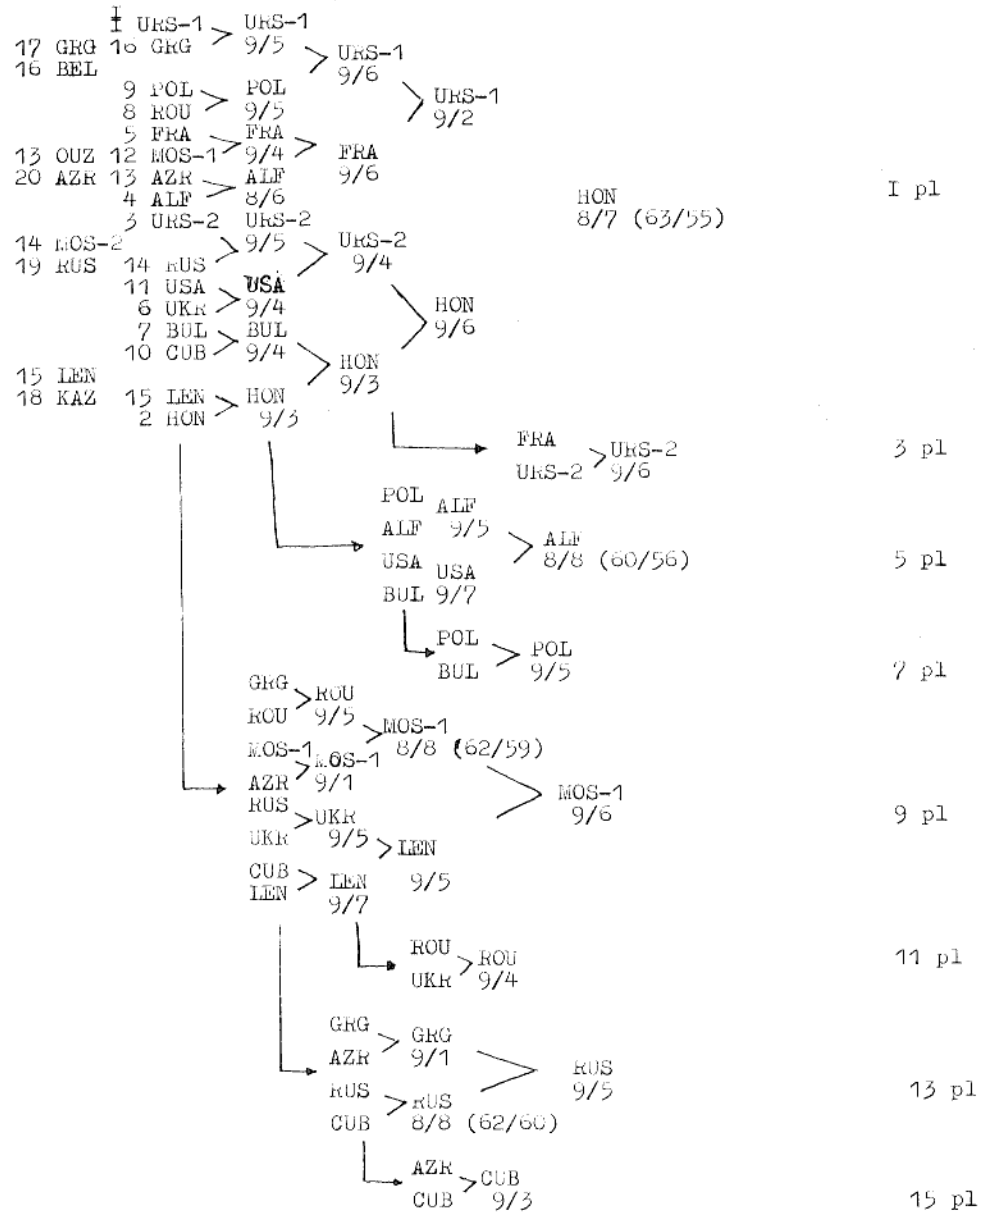 I
I URS-1 URS-1
17 GRG 16 GRG 9/5 URS-1
16 BEL 9/6
9 POL POL URS-1
8 ROU 9/5 9/2
5 FRA FRA
13 OUZ 12 MOS-1 9/4 FRA
20 AZR 13 AZR ALF 9/6
4 ALF 8/6 HON I pl
3 URS-2 URS-2 8/7 (63/55)
14 MOS-2 9/5 URS-2
19 RUS 14 RUS 9/4
11 USA USA
6 UKR 9/4 HON
7 BUL BUL 9/6
10 CUB 9/4 HON
15 LEN 9/3
18 KAZ 15 LEN HON
2 HON 9/3
FRA URS-2 3 pl
URS-2 9/6
POL ALF
ALF 9/5 ALF
USA USA 8/8 (60/56) 5 pl
BUL 9/7
POL POL
BUL 9/5 7 pl
GRG ROU
ROU 9/5 MOS-1
MOS-1 MOS-1 8/8 (62/59)
AZR 9/1 MOS-1
RUS UKR 9/6 9 pl
UKR 9/5 LEN
CUB LEN 9/5
LEN 9/7
ROU ROU 11 pl
UKR 9/4
GRG GRG
AZR 9/1 RUS
RUS RUS 9/5 13 pl
CUB 8/8 (62/60)
AZR CUB
CUB 9/3 15 pl